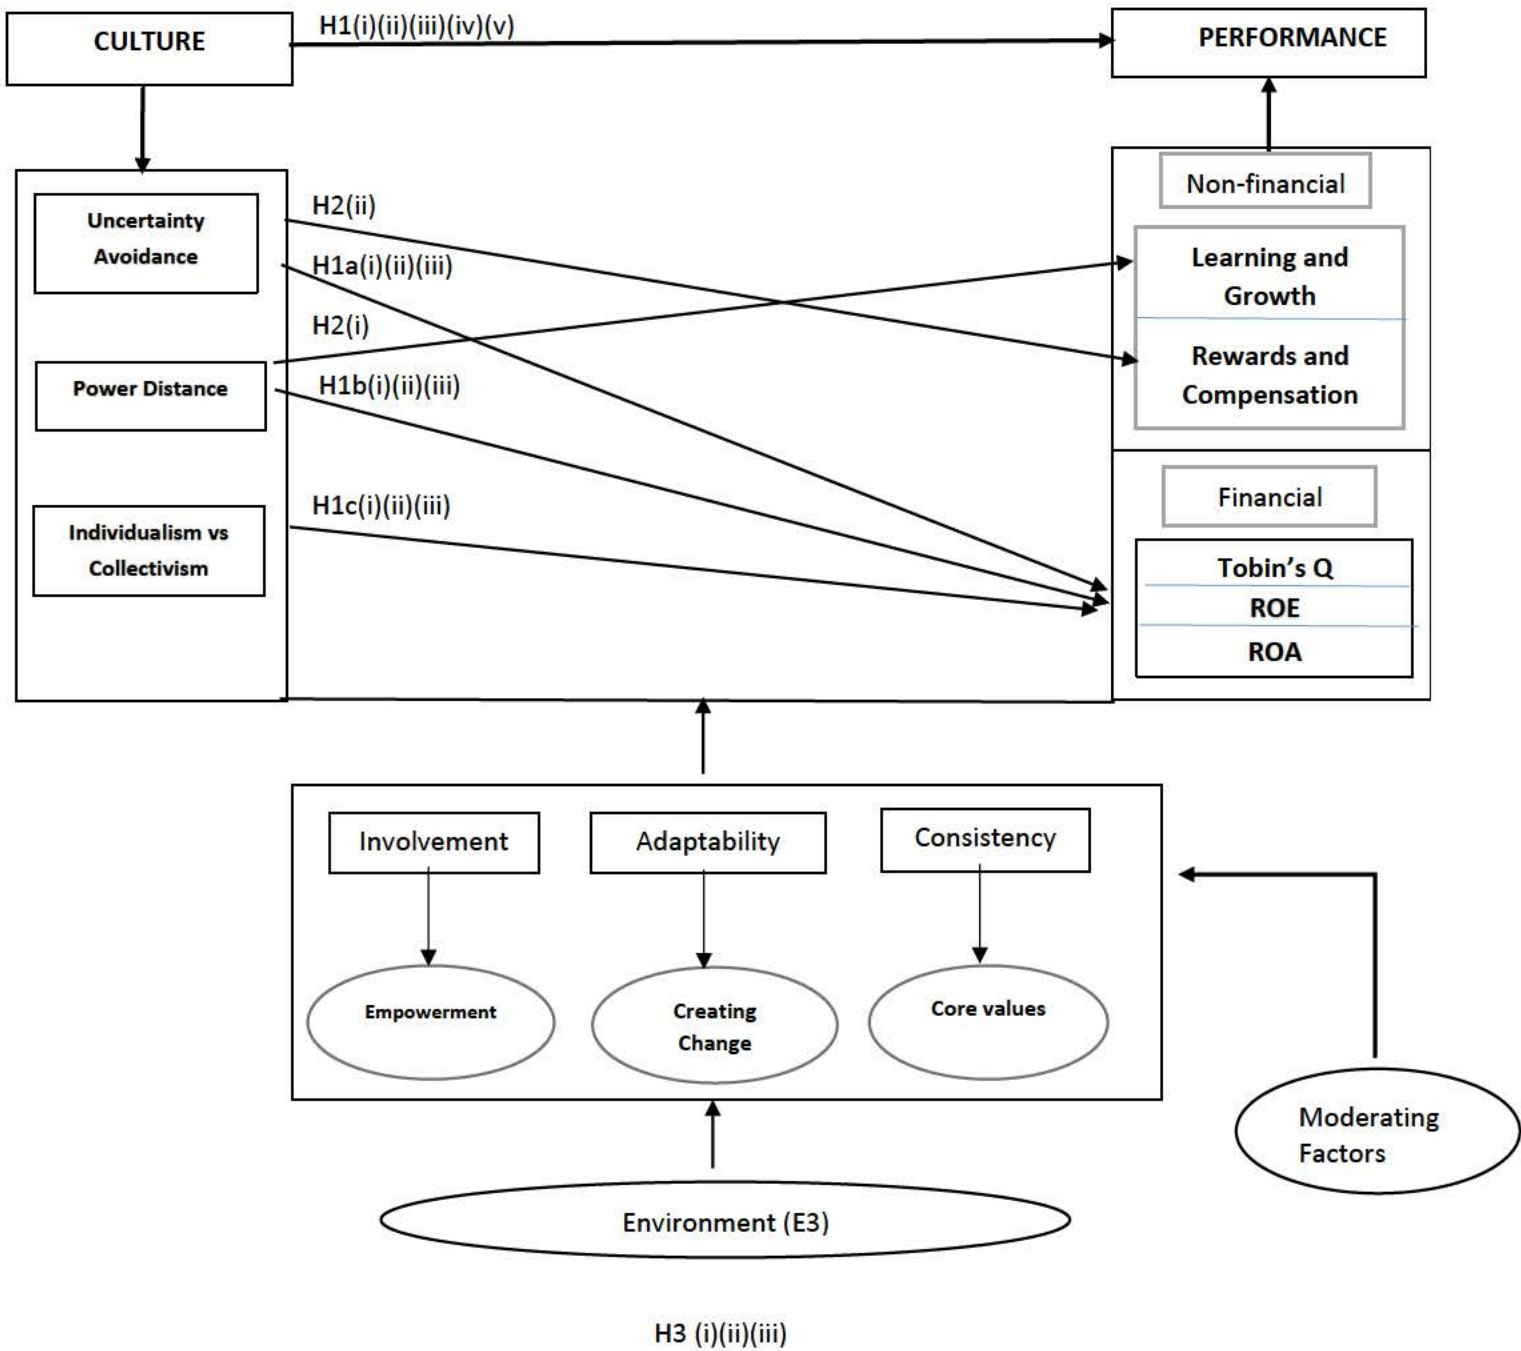 H1(i)(ii)(iii)(iv)(v)
CULTURE
PERFORMANCE
Uncertainty
Avoidance
Power Distance
Individualism vs
Collectivism
H2(ii)
H1a(i)(ii)(iii)
H2(i)
H1b(i)(ii)(iii)
H1c(i)(ii)(iii)
Non-financial
Learning and
Growth
Rewards and
Compensation
Financial
Tobin’s Q
ROE
ROA
Involvement
Adaptability
Consistency
Empowerment
Creating
Change
Core values
Moderating
Factors
Environment (E3)
H3 (i)(ii)(iii)